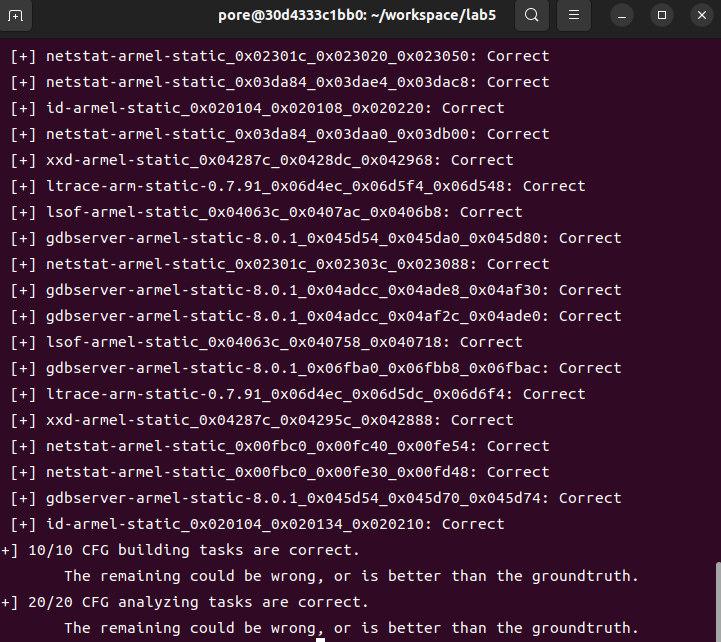 pore@30d4333c1bb0: ~/workspace/lab5
[+] netstat-armel-static_0x02301c_0x023020_0x023050: Correct
[+] netstat-armel-static_0x03da84_0x03dae4_0x03dac8: Correct
[+] id-armel-static_0x020104_0x020108_0x020220: Correct
[+] netstat-armel-static_0x03da84_0x03daa0_0x03db00: Correct
[+] xxd-armel-static_0x04287c_0x0428dc_0x042968: Correct
[+] ltrace-arm-static-0.7.91_0x06d4ec_0x06d5f4_0x06d548: Correct
[+] lsof-armel-static_0x04063c_0x0407ac_0x0406b8: Correct
[+] gdbserver-armel-static-8.0.1_0x045d54_0x045da0_0x045d80: Correct
[+] netstat-armel-static_0x02301c_0x02303c_0x023088: Correct
[+] gdbserver-armel-static-8.0.1_0x04adcc_0x04ade8_0x04af30: Correct
[+] gdbserver-armel-static-8.0.1_0x04adcc_0x04af2c_0x04ade0: Correct
[+] lsof-armel-static_0x04063c_0x040758_0x040718: Correct
[+] gdbserver-armel-static-8.0.1_0x06fba0_0x06fbb8_0x06fbac: Correct
[+] ltrace-arm-static-0.7.91_0x06d4ec_0x06d5dc_0x06d6f4: Correct
[+] xxd-armel-static_0x04287c_0x04295c_0x042888: Correct
[+] netstat-armel-static_0x00fbc0_0x00fc40_0x00fe54: Correct
[+] netstat-armel-static_0x00fbc0_0x00fe30_0x00fd48: Correct
[+] gdbserver-armel-static-8.0.1_0x045d54_0x045d70_0x045d74: Correct
[+] id-armel-static_0x020104_0x020134_0x020210: Correct
+] 10/10 CFG building tasks are correct.
The remaining could be wrong, or is better than the groundtruth.
+] 20/20 CFG analyzing tasks are correct.
The remaining could be wrong, or is better than the groundtruth.